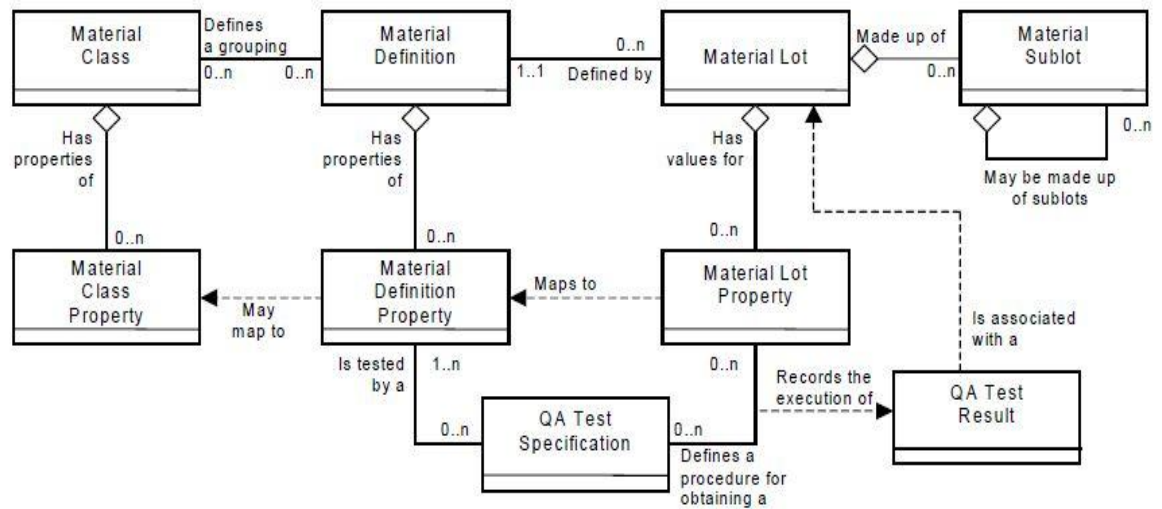 Material
Class
Defines
a grouping
0..n
0..n
Material
Definition
1..1
0..n
Defined by
Material Lot
Made up of
0..n
Material
Sublot
0..n
May be made up
of sublots
Has
properties
of
0..n
Has
properties
of
0..n
Has
values for
0..n
Material
Class
Property
May
map to
Material
Definition
Property
Maps to
Material Lot
Property
Is associated
with a
Is tested
by a
1..n
0..n
QA Test
Specification
0..n
0..n
Defines a
procedure for
obtaining a
Records the
execution of
QA Test
Result